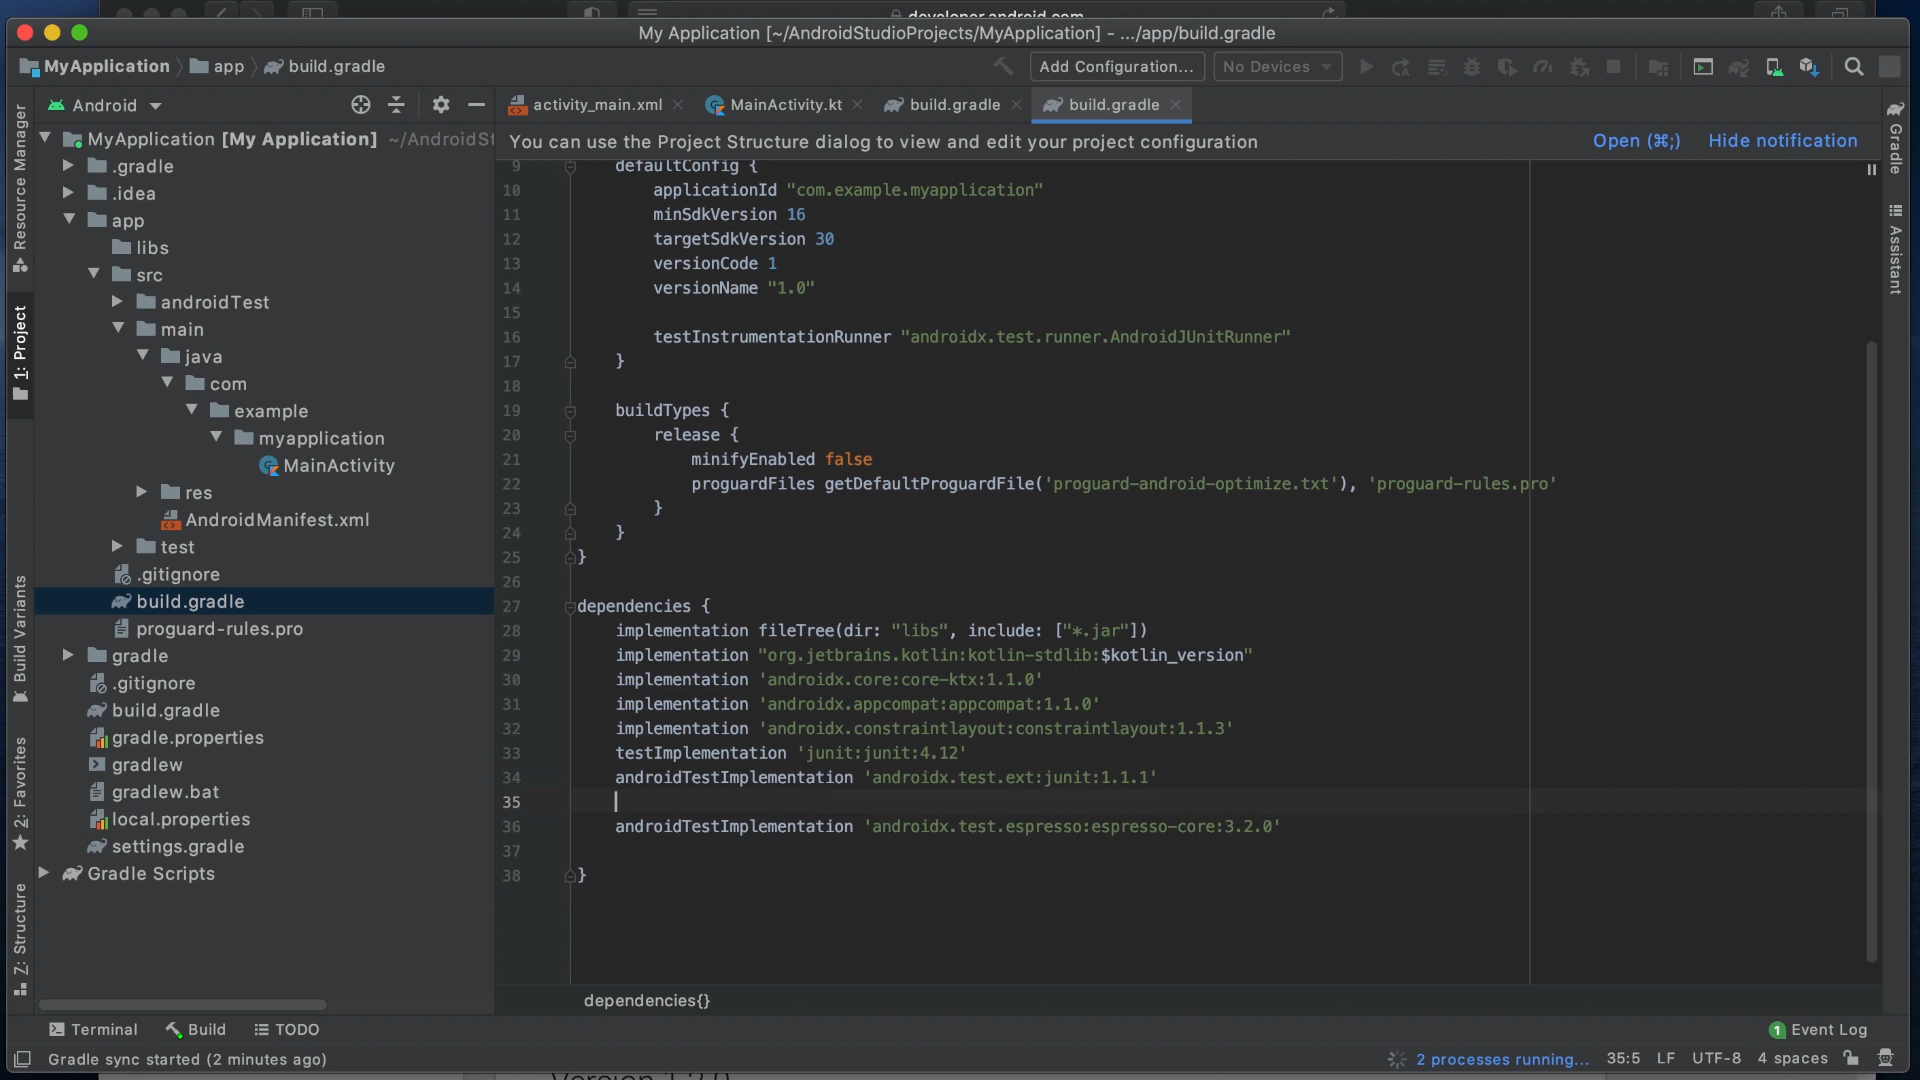 developer.android.com
My Application [~/AndroidStudioProjects/MyApplication] - .../app/build.gradle
MyApplication app build.gradle
Add Configuration... No Devices
Android
activity_main.xml MainActivity.kt build.gradle build.gradle
You can use the Project Structure dialog to view and edit your project configuration Open (⌘;) Hide notification
Resource Manager
1: Project
Build Variants
2: Favorites
Z: Structure
MyApplication [My Application] ~/AndroidSt
.gradle
.idea
app
libs
src
androidTest
main
java
com
example
myapplication
MainActivity
res
AndroidManifest.xml
test
.gitignore
build.gradle
proguard-rules.pro
gradle
.gitignore
build.gradle
gradle.properties
gradlew
gradlew.bat
local.properties
settings.gradle
Gradle Scripts
9 defaultConfig {
10 applicationId "com.example.myapplication"
11 minSdkVersion 16
12 targetSdkVersion 30
13 versionCode 1
14 versionName "1.0"
15
16 testInstrumentationRunner "androidx.test.runner.AndroidJUnitRunner"
17 }
18
19 buildTypes {
20 release {
21 minifyEnabled false
22 proguardFiles getDefaultProguardFile('proguard-android-optimize.txt'), 'proguard-rules.pro'
23 }
24 }
25 }
26
27 dependencies {
28 implementation fileTree(dir: "libs", include: ["*.jar"])
29 implementation "org.jetbrains.kotlin:kotlin-stdlib:$kotlin_version"
30 implementation 'androidx.core:core-ktx:1.1.0'
31 implementation 'androidx.appcompat:appcompat:1.1.0'
32 implementation 'androidx.constraintlayout:constraintlayout:1.1.3'
33 testImplementation 'junit:junit:4.12'
34 androidTestImplementation 'androidx.test.ext:junit:1.1.1'
35
36 androidTestImplementation 'androidx.test.espresso:espresso-core:3.2.0'
37
38 }
Gradle
Assistant
dependencies{}
Terminal Build TODO 1 Event Log
Gradle sync started (2 minutes ago) 2 processes running... 35:5 LF UTF-8 4 spaces
Version 1.2.0